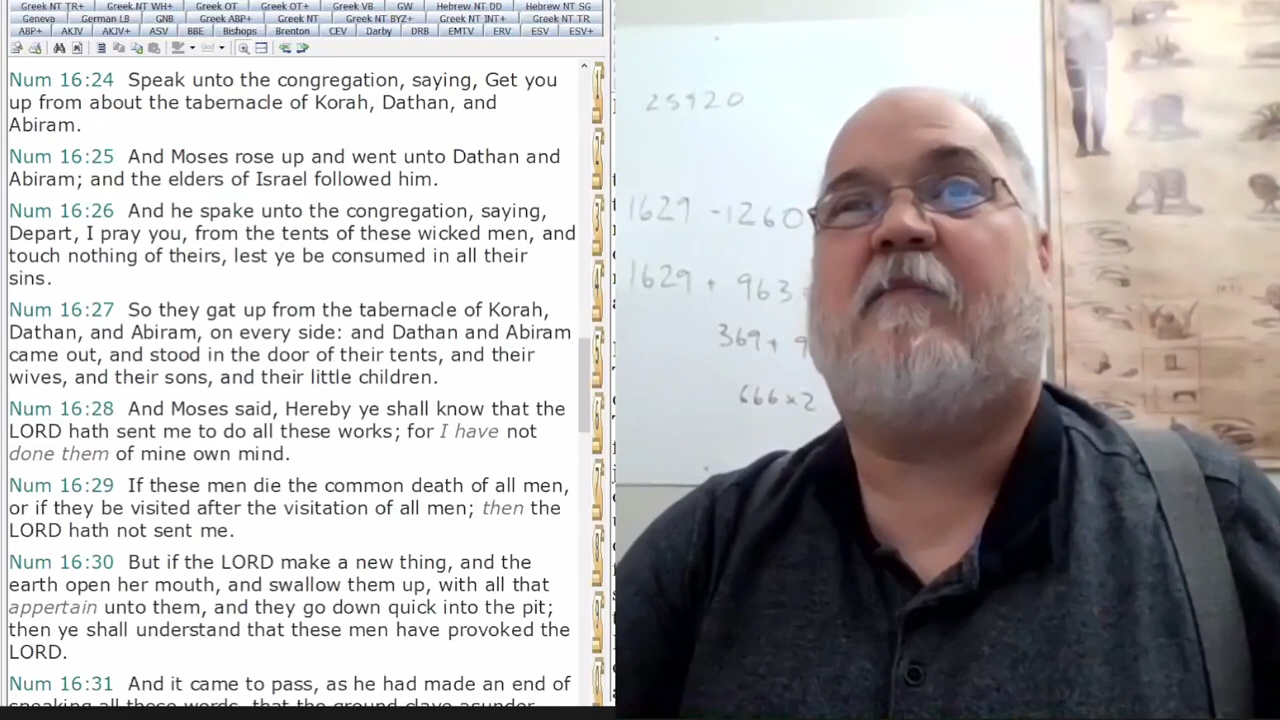 Greek NT TR+ Greek NT WH+ Greek OT Greek OT+ Greek VB GW Hebrew NT DD Hebrew NT SG
Geneva German LB GNB Greek ABP+ Greek NT Greek NT BYZ+ Greek NT INT+ Greek NT TR
ABP+ AKJV AKJV+ ASV BBE Bishops Brenton CEV Darby DRB EMTV ERV ESV ESV+
Num 16:24 Speak unto the congregation, saying, Get you
up from about the tabernacle of Korah, Dathan, and
Abiram.
Num 16:25 And Moses rose up and went unto Dathan and
Abiram; and the elders of Israel followed him.
Num 16:26 And he spake unto the congregation, saying,
Depart, I pray you, from the tents of these wicked men, and
touch nothing of theirs, lest ye be consumed in all their
sins.
Num 16:27 So they gat up from the tabernacle of Korah,
Dathan, and Abiram, on every side: and Dathan and Abiram
came out, and stood in the door of their tents, and their
wives, and their sons, and their little children.
Num 16:28 And Moses said, Hereby ye shall know that the
LORD hath sent me to do all these works; for I have not
done them of mine own mind.
Num 16:29 If these men die the common death of all men,
or if they be visited after the visitation of all men; then the
LORD hath not sent me.
Num 16:30 But if the LORD make a new thing, and the
earth open her mouth, and swallow them up, with all that
appertain unto them, and they go down quick into the pit;
then ye shall understand that these men have provoked the
LORD.
Num 16:31 And it came to pass, as he had made an end of
speaking all these words, that the ground clave asunder
25920
1629 -1260
1629 + 963
369 + 9
666 x 2